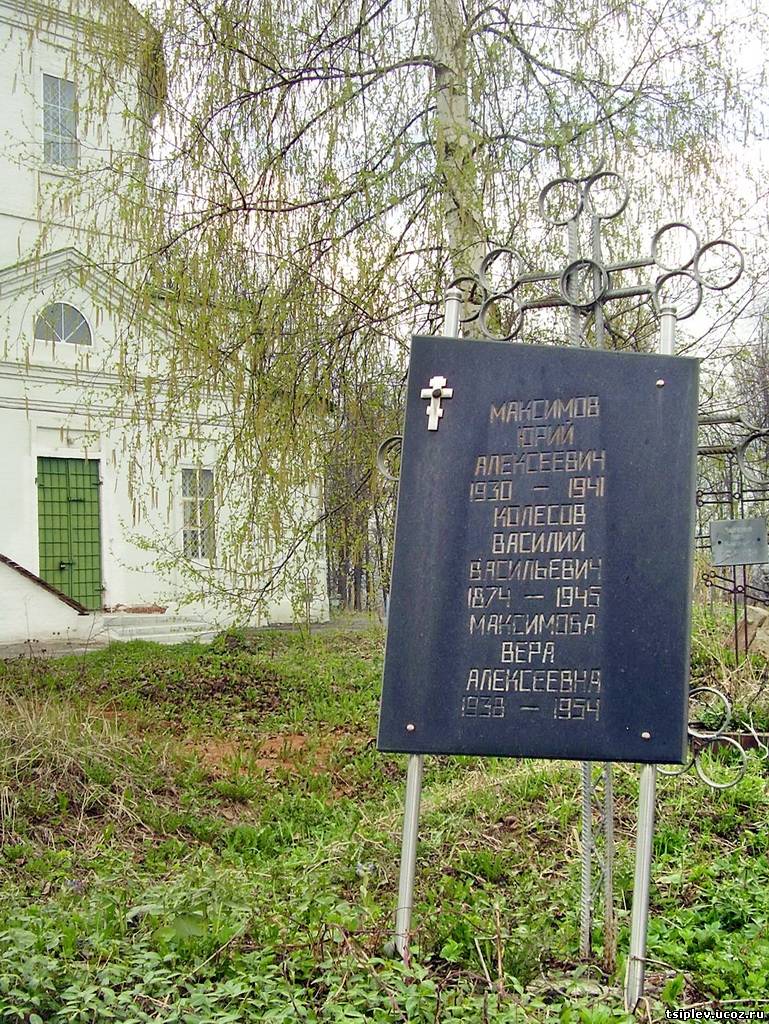 МАКСИМОВ
ЮРИЙ
АЛЕКСЕЕВИЧ
1930 — 1941
КОЛЕСОВ
ВАСИЛИЙ
ВАСИЛЬЕВИЧ
1874 — 1945
МАКСИМОВА
ВЕРА
АЛЕКСЕЕВНА
1938 — 1954
tsiplev.ucoz.ru